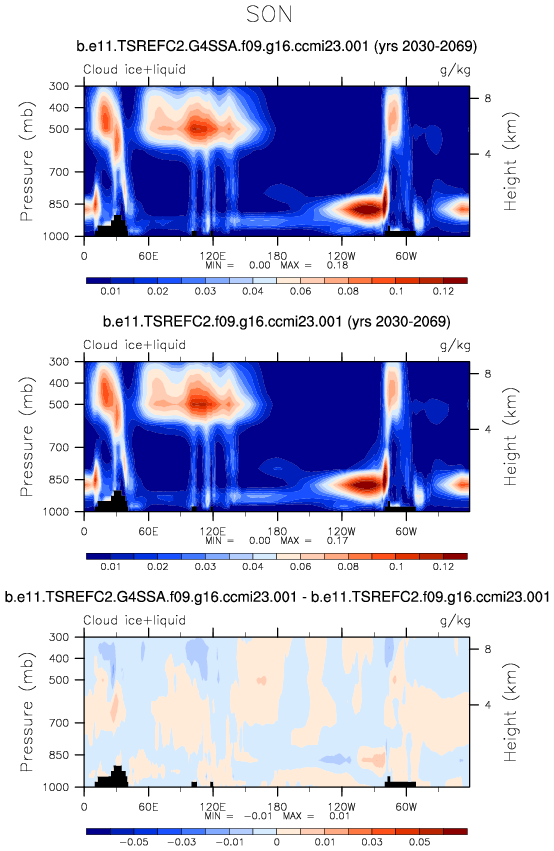 SON
b.e11.TSREFC2.G4SSA.f09.g16.ccmi23.001 (yrs 2030-2069)
Cloud ice+liquid g/kg
Pressure (mb)
300
500
700
850
1000
8
4
Height (km)
0 60E 120E 180 120W 60W
MIN = 0.00 MAX = 0.18
0.01 0.02 0.03 0.04 0.06 0.08 0.1 0.12
b.e11.TSREFC2.f09.g16.ccmi23.001 (yrs 2030-2069)
Cloud ice+liquid g/kg
Pressure (mb)
300
500
700
850
1000
8
4
Height (km)
0 60E 120E 180 120W 60W
MIN = 0.00 MAX = 0.17
0.01 0.02 0.03 0.04 0.06 0.08 0.1 0.12
b.e11.TSREFC2.G4SSA.f09.g16.ccmi23.001 - b.e11.TSREFC2.f09.g16.ccmi23.001
Cloud ice+liquid g/kg
Pressure (mb)
300
500
700
850
1000
8
4
Height (km)
0 60E 120E 180 120W 60W
MIN = -0.01 MAX = 0.01
-0.05 -0.03 -0.01 0 0.01 0.03 0.05